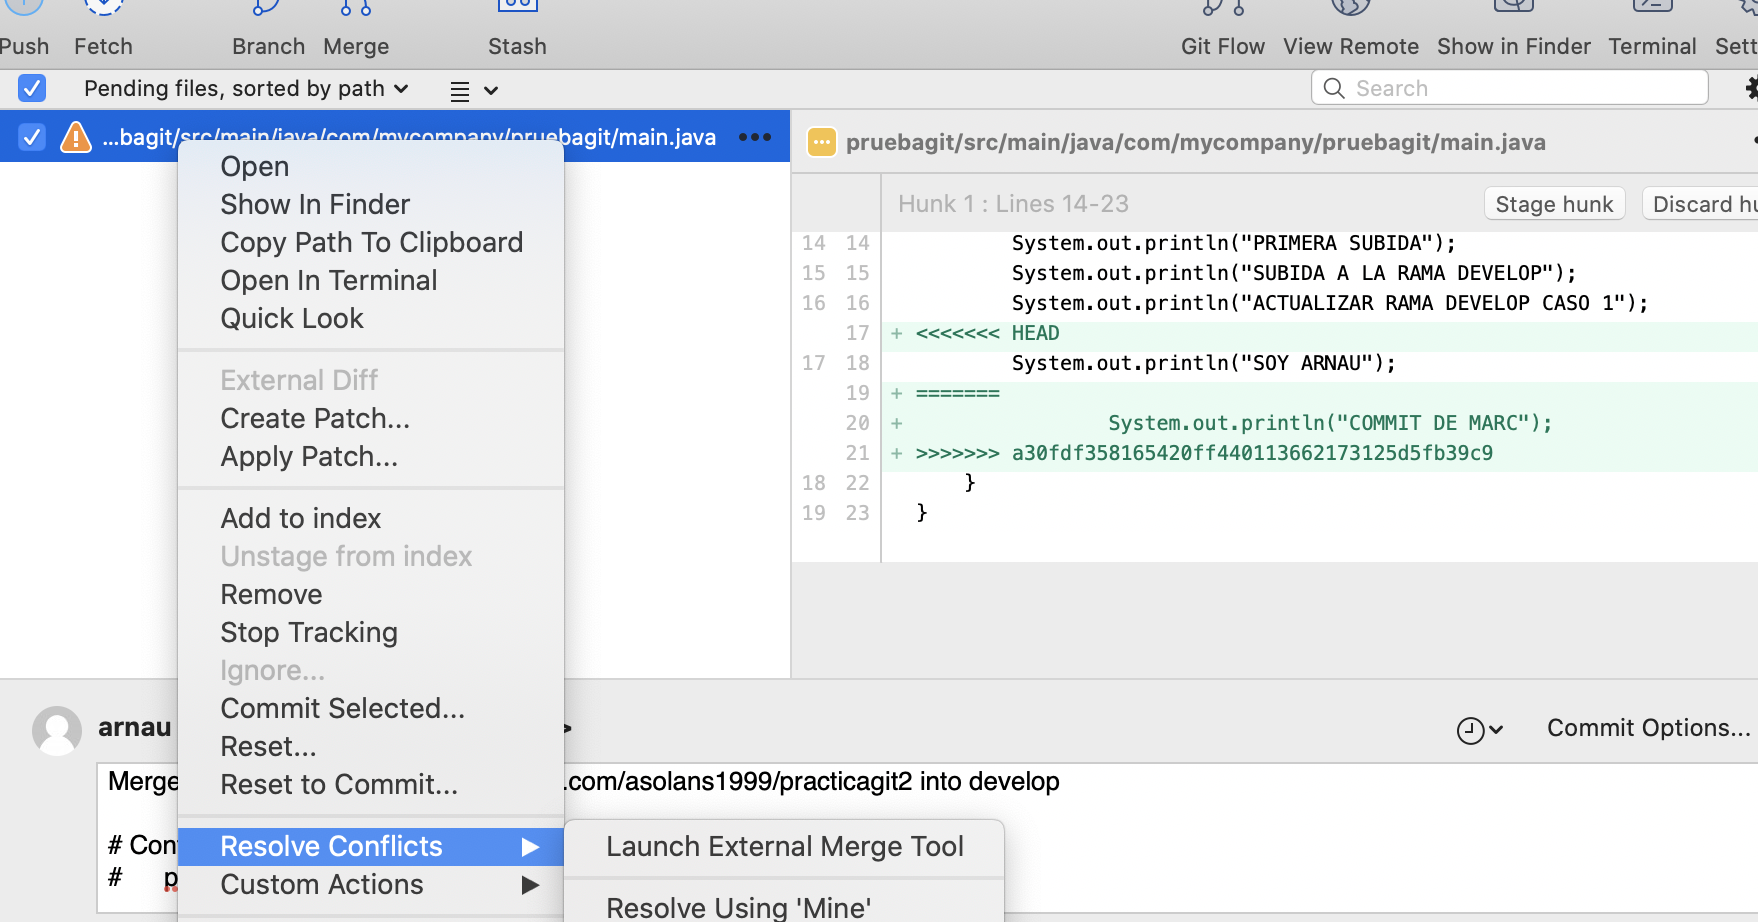 Push Fetch Branch Merge Stash Git Flow View Remote Show in Finder Terminal Sett
Pending files, sorted by path Search
...bagit/src/main/java/com/mycompany/pruebagit/main.java
Open
Show In Finder
Copy Path To Clipboard
Open In Terminal
Quick Look
External Diff
Create Patch...
Apply Patch...
Add to index
Unstage from index
Remove
Stop Tracking
Ignore...
Commit Selected...
Reset...
Reset to Commit...
Resolve Conflicts
Custom Actions
Launch External Merge Tool
Resolve Using 'Mine'
pruebagit/src/main/java/com/mycompany/pruebagit/main.java
Hunk 1 : Lines 14-23 Stage hunk Discard hu
14 14 System.out.println("PRIMERA SUBIDA");
15 15 System.out.println("SUBIDA A LA RAMA DEVELOP");
16 16 System.out.println("ACTUALIZAR RAMA DEVELOP CASO 1");
17 + <<<<<<< HEAD
17 18 System.out.println("SOY ARNAU");
19 + =======
20 + System.out.println("COMMIT DE MARC");
21 + >>>>>>> a30fdf358165420ff440113662173125d5fb39c9
18 22 }
19 23 }
arnau > Commit Options...
Merge .com/asolans1999/practicagit2 into develop
# Con
# p